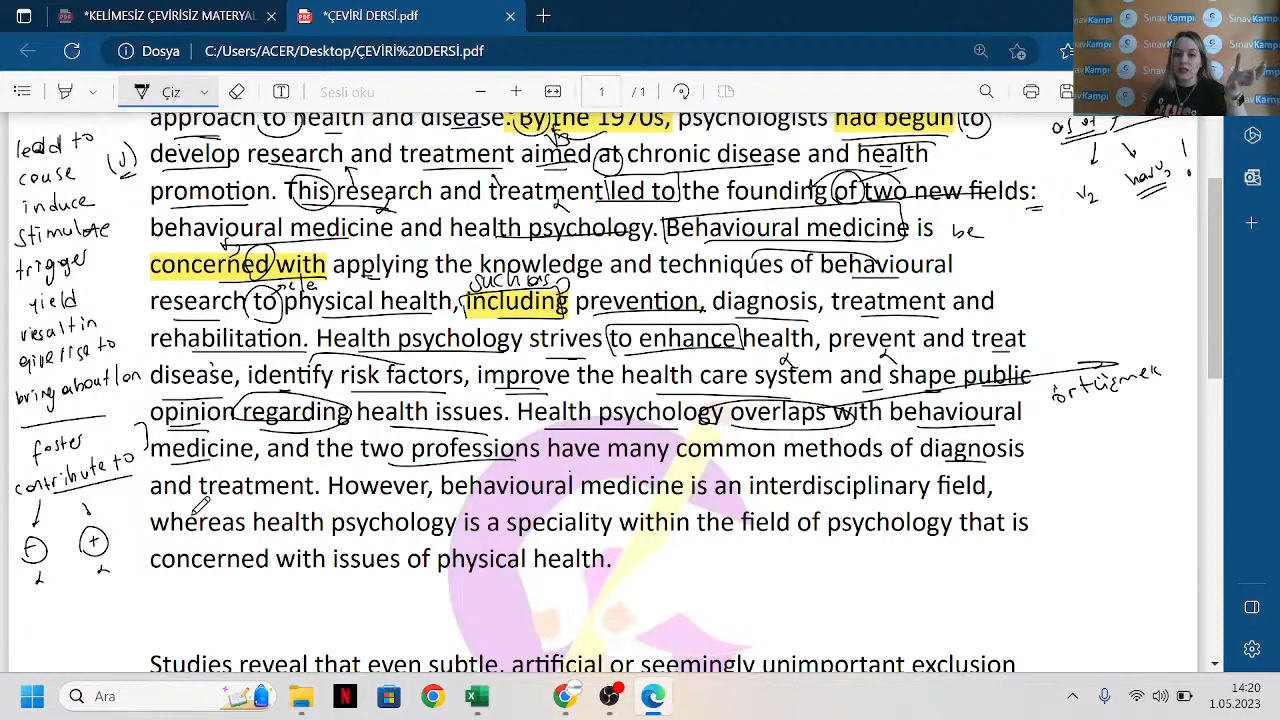 *KELİMESİZ ÇEVİRİSİZ MATERYAL
*ÇEVİRİ DERSİ.pdf
Dosya
C:/Users/ACER/Desktop/ÇEVİRİ%20DERSİ.pdf
Çiz
Sesli oku
1
/ 1
SınavKampı
approach to health and disease. By the 1970s, psychologists had begun to
develop research and treatment aimed at chronic disease and health
promotion. This research and treatment led to the founding of two new fields:
behavioural medicine and health psychology. Behavioural medicine is
be
concerned with applying the knowledge and techniques of behavioural
such as
research to physical health, including prevention, diagnosis, treatment and
rehabilitation. Health psychology strives to enhance health, prevent and treat
disease, identify risk factors, improve the health care system and shape public
örtüşmek
opinion regarding health issues. Health psychology overlaps with behavioural
medicine, and the two professions have many common methods of diagnosis
and treatment. However, behavioural medicine is an interdisciplinary field,
whereas health psychology is a speciality within the field of psychology that is
concerned with issues of physical health.
Studies reveal that even subtle, artificial or seemingly unimportant exclusion
lead to
cause
induce
stimulate
trigger
yield
result in
give rise to
bring about/on
foster
contribute to
as of
V2
Ara
14:20
1.05.2023